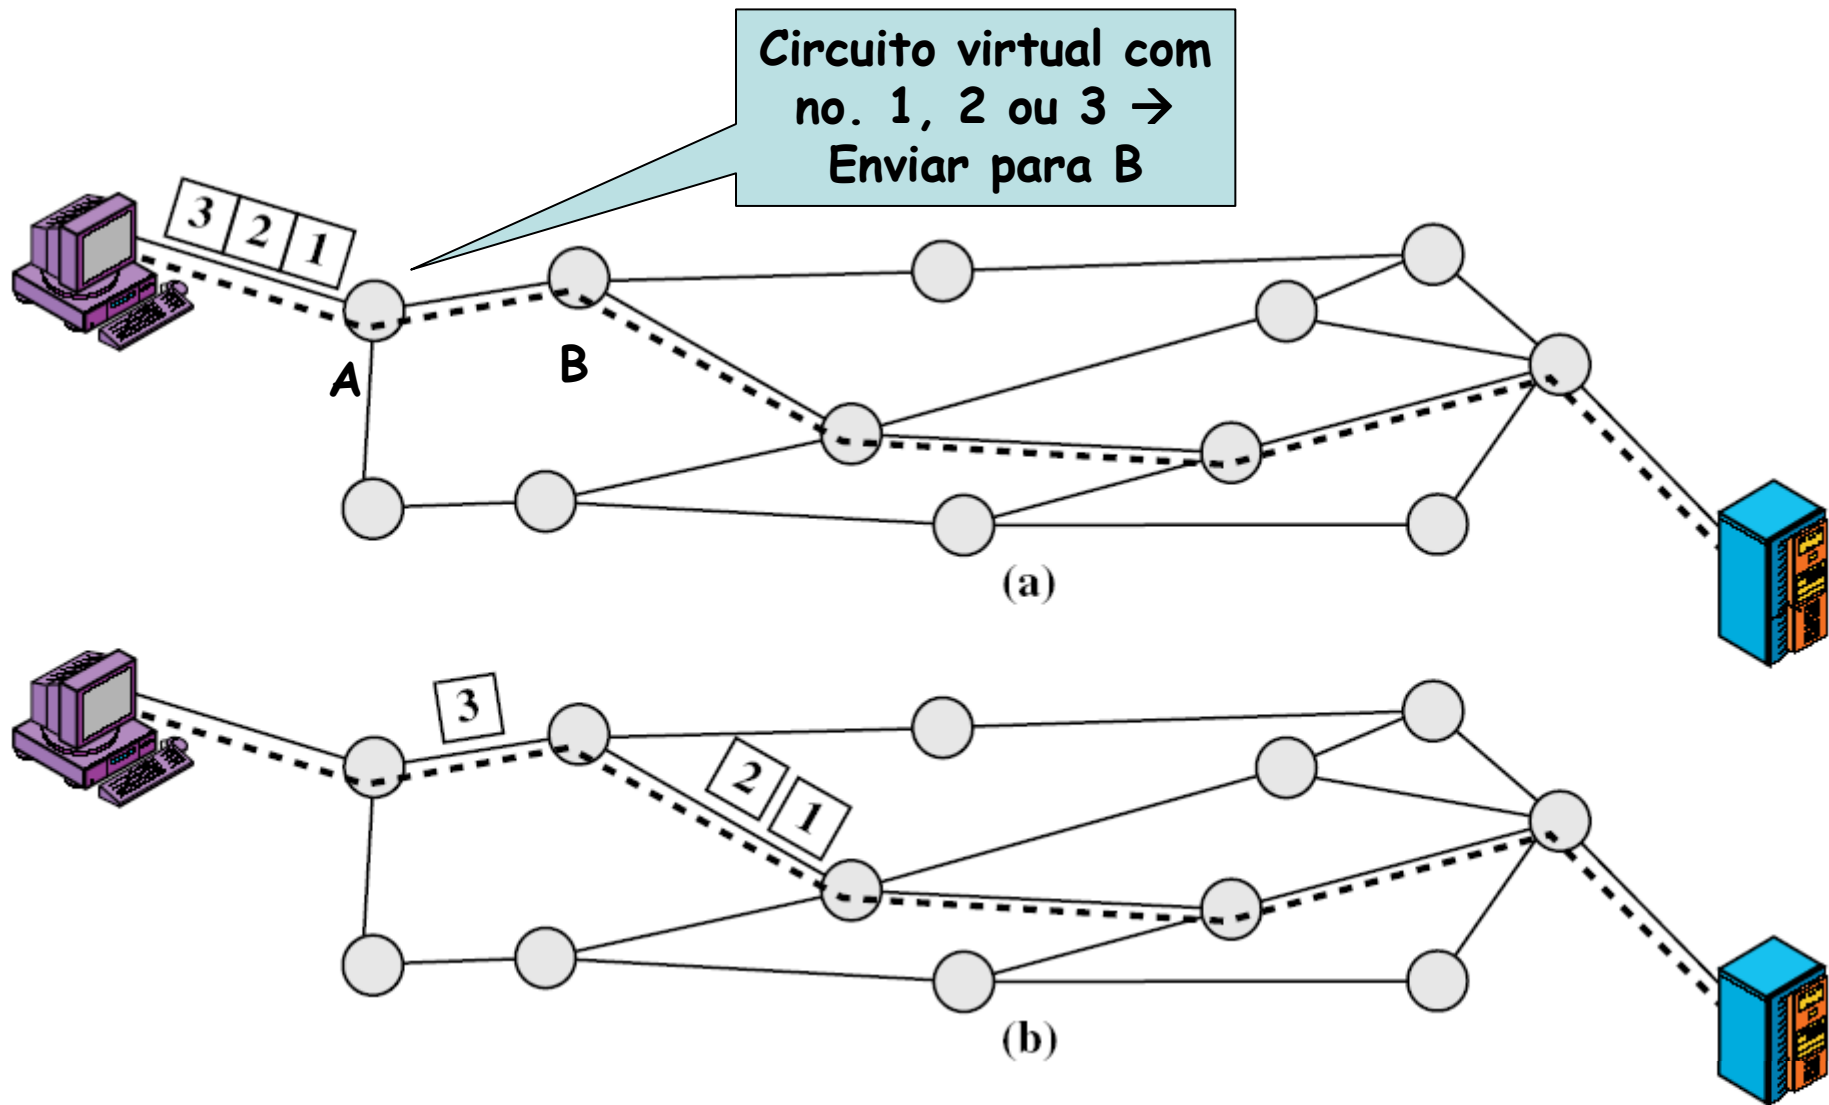 Circuito virtual com
no. 1, 2 ou 3 →
Enviar para B
3 2 1
A
B
(a)
3
2 1
(b)